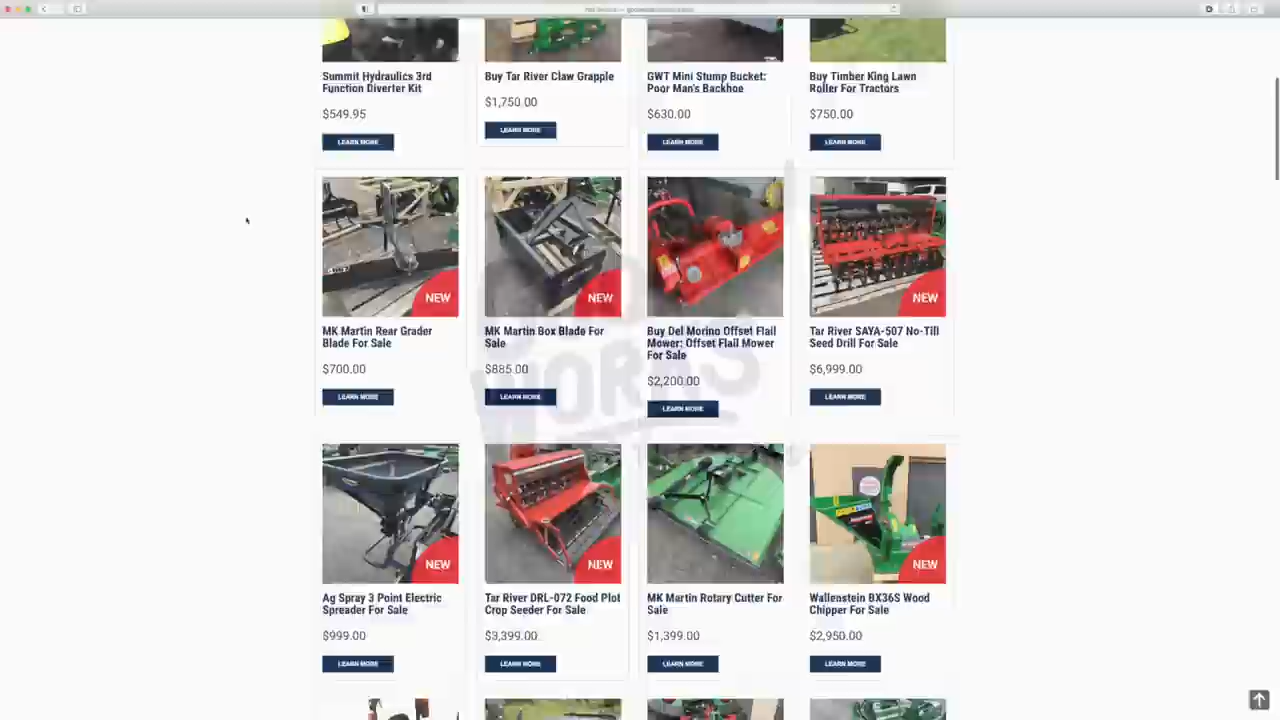 Summit Hydraulics 3rd
Function Diverter Kit
$549.95
LEARN MORE
Buy Tar River Claw Grapple
$1,750.00
LEARN MORE
GWT Mini Stump Bucket:
Poor Man's Backhoe
$630.00
LEARN MORE
Buy Timber King Lawn
Roller For Tractors
$750.00
LEARN MORE
NEW
MK Martin Rear Grader
Blade For Sale
$700.00
LEARN MORE
NEW
MK Martin Box Blade For
Sale
$885.00
LEARN MORE
Buy Del Morino Offset Flail
Mower: Offset Flail Mower
For Sale
$2,200.00
LEARN MORE
NEW
Tar River SAYA-507 No-Till
Seed Drill For Sale
$6,999.00
LEARN MORE
WORKS
NEW
Ag Spray 3 Point Electric
Spreader For Sale
$999.00
LEARN MORE
NEW
Tar River DRL-072 Food Plot
Crop Seeder For Sale
$3,399.00
LEARN MORE
MK Martin Rotary Cutter For
Sale
$1,399.00
LEARN MORE
NEW
Wallenstein BX36S Wood
Chipper For Sale
$2,950.00
LEARN MORE